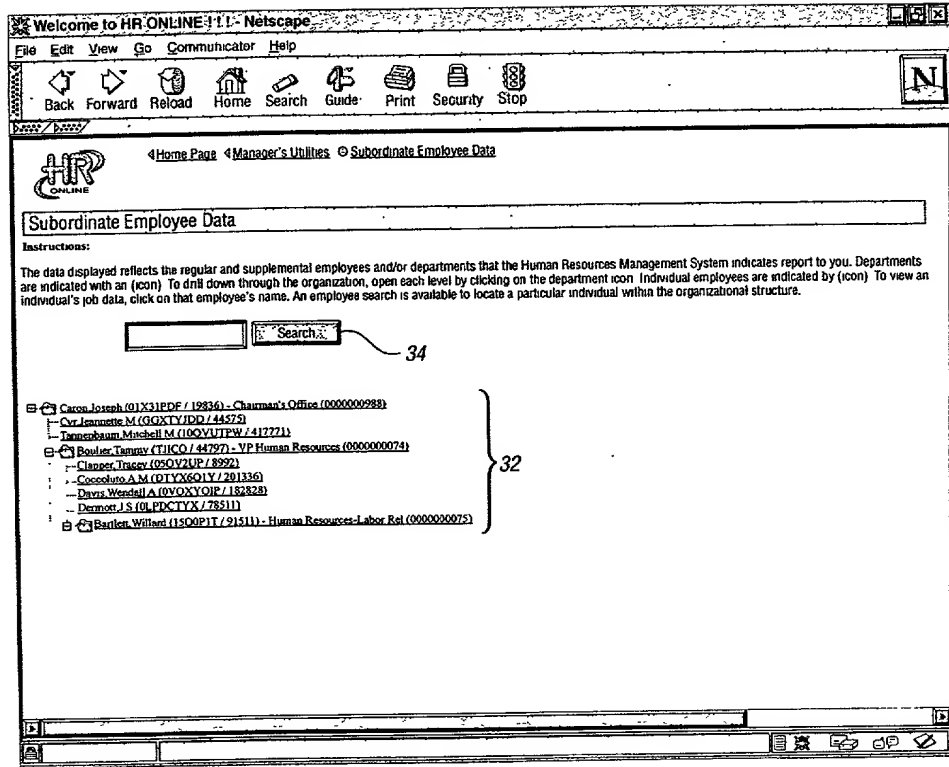 Welcome to HR ONLINE ! ! ! - Netscape
File Edit View Go Communicator Help
Back Forward Reload Home Search Guide Print Security Stop
N
HR ONLINE
Home Page Manager's Utilities Subordinate Employee Data
Subordinate Employee Data
Instructions:
The data displayed reflects the regular and supplemental employees and/or departments that the Human Resources Management System indicates report to you. Departments
are indicated with an (icon) To drill down through the organization, open each level by clicking on the department icon Individual employees are indicated by (icon) To view an
individual's job data, click on that employee's name. An employee search is available to locate a particular individual within the organizational structure.
Search
34
Caron,Joseph (01X31PDF / 19836) - Chairman's Office (0000000988)
Cyr,Jeannette M (GGXTYJDD / 44575)
Tannenbaum,Mitchell M (10QVUTPW / 417771)
Boulier,Tammy (TJICO / 44797) - VP Human Resources (0000000074)
Clapper,Tracey (05OV2UP / 8992)
Coccoluto,A M (DTYX6Q1Y / 201336)
Davis,Wendell A (0VOXYOIP / 182828)
Dermott,J S (0LPDCTYX / 78511)
Bartlett,Willard (15O0P1T / 91511) - Human Resources-Labor Rel (0000000075)
32